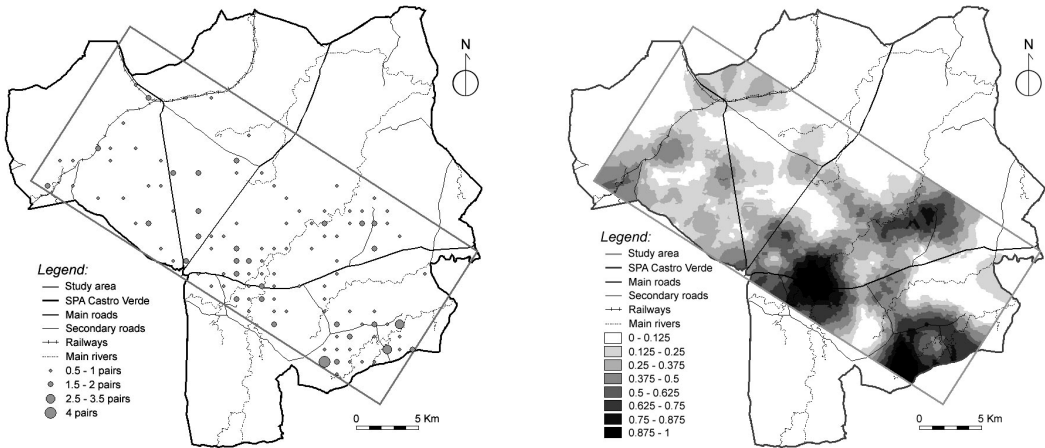 N
Legend:
Study area
SPA Castro Verde
Main roads
Secondary roads
Railways
Main rivers
0.5 - 1 pairs
1.5 - 2 pairs
2.5 - 3.5 pairs
4 pairs
0 5 Km
N
Legend:
Study area
SPA Castro Verde
Main roads
Secondary roads
Railways
Main rivers
0 - 0.125
0.125 - 0.25
0.25 - 0.375
0.375 - 0.5
0.5 - 0.625
0.625 - 0.75
0.75 - 0.875
0.875 - 1
0 5 Km